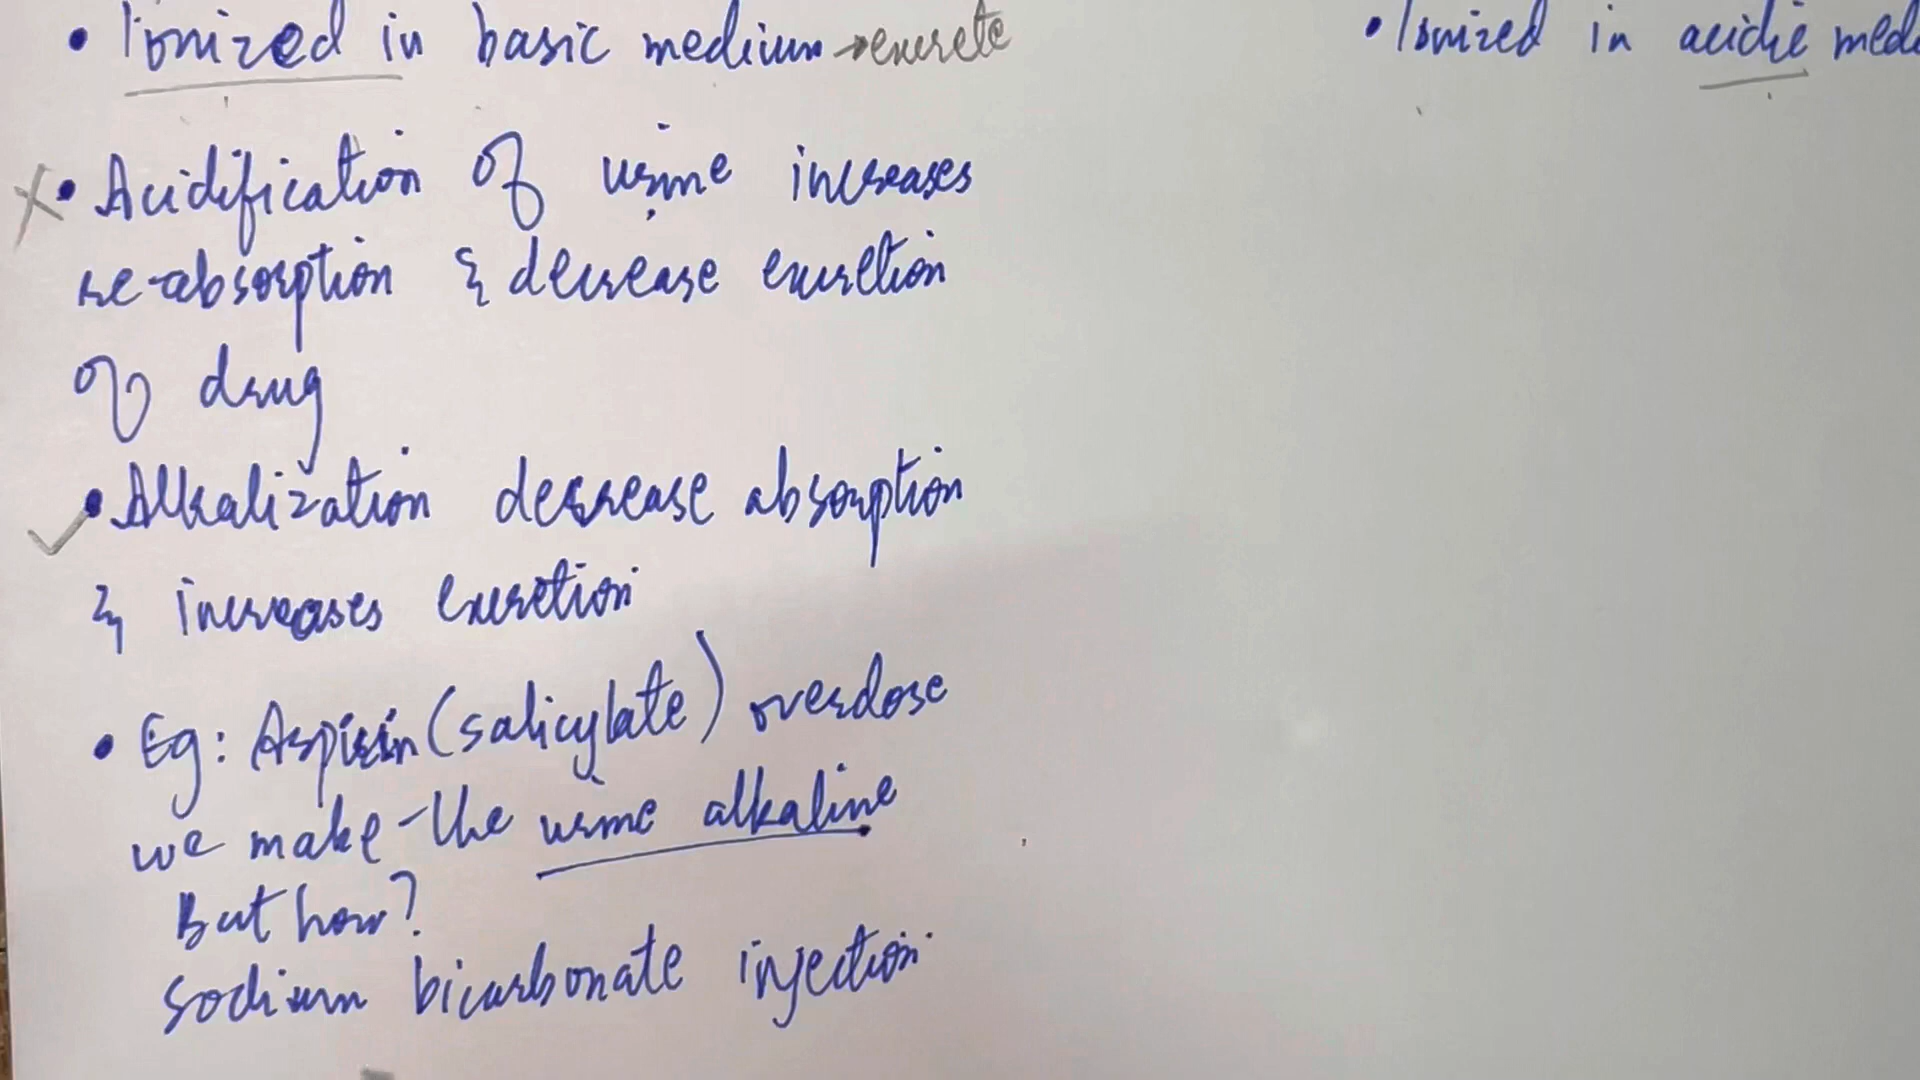 • Ionized in basic medium → excrete
• Ionized in acidic med
x • Acidification of urine increases
re-absorption & decrease excretion
of drug
✓ • Alkalization decrease absorption
& increases excretion
• Eg: Aspirin (salicylate) overdose
we make the urine alkaline
But how?
sodium bicarbonate injection